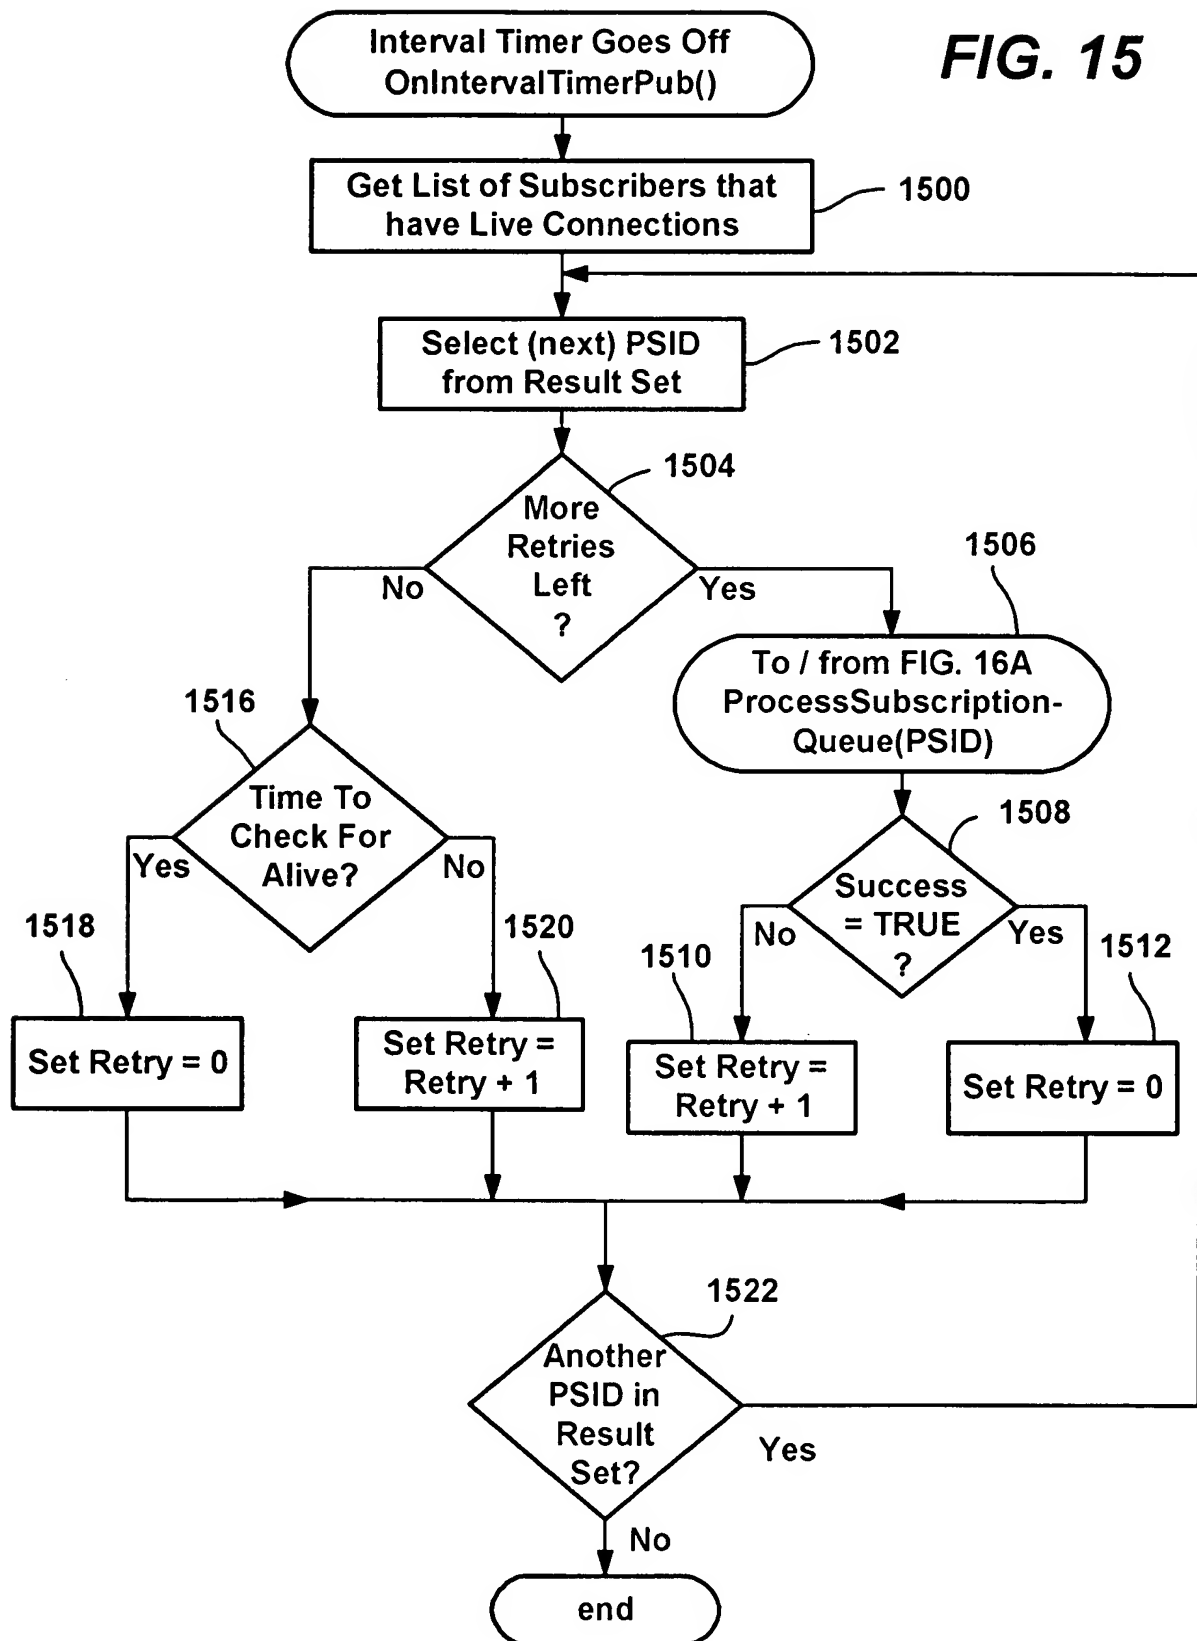 Interval Timer Goes Off
OnIntervalTimerPub()
FIG. 15
Get List of Subscribers that
have Live Connections
1500
Select (next) PSID
from Result Set
1502
1504
More
Retries
Left
?
No
Yes
1506
To / from FIG. 16A
ProcessSubscription-
Queue(PSID)
1516
Time To
Check For
Alive?
Yes
No
1508
Success
= TRUE
?
No
Yes
1518
Set Retry = 0
1520
Set Retry =
Retry + 1
1510
Set Retry =
Retry + 1
1512
Set Retry = 0
1522
Another
PSID in
Result
Set?
Yes
No
end